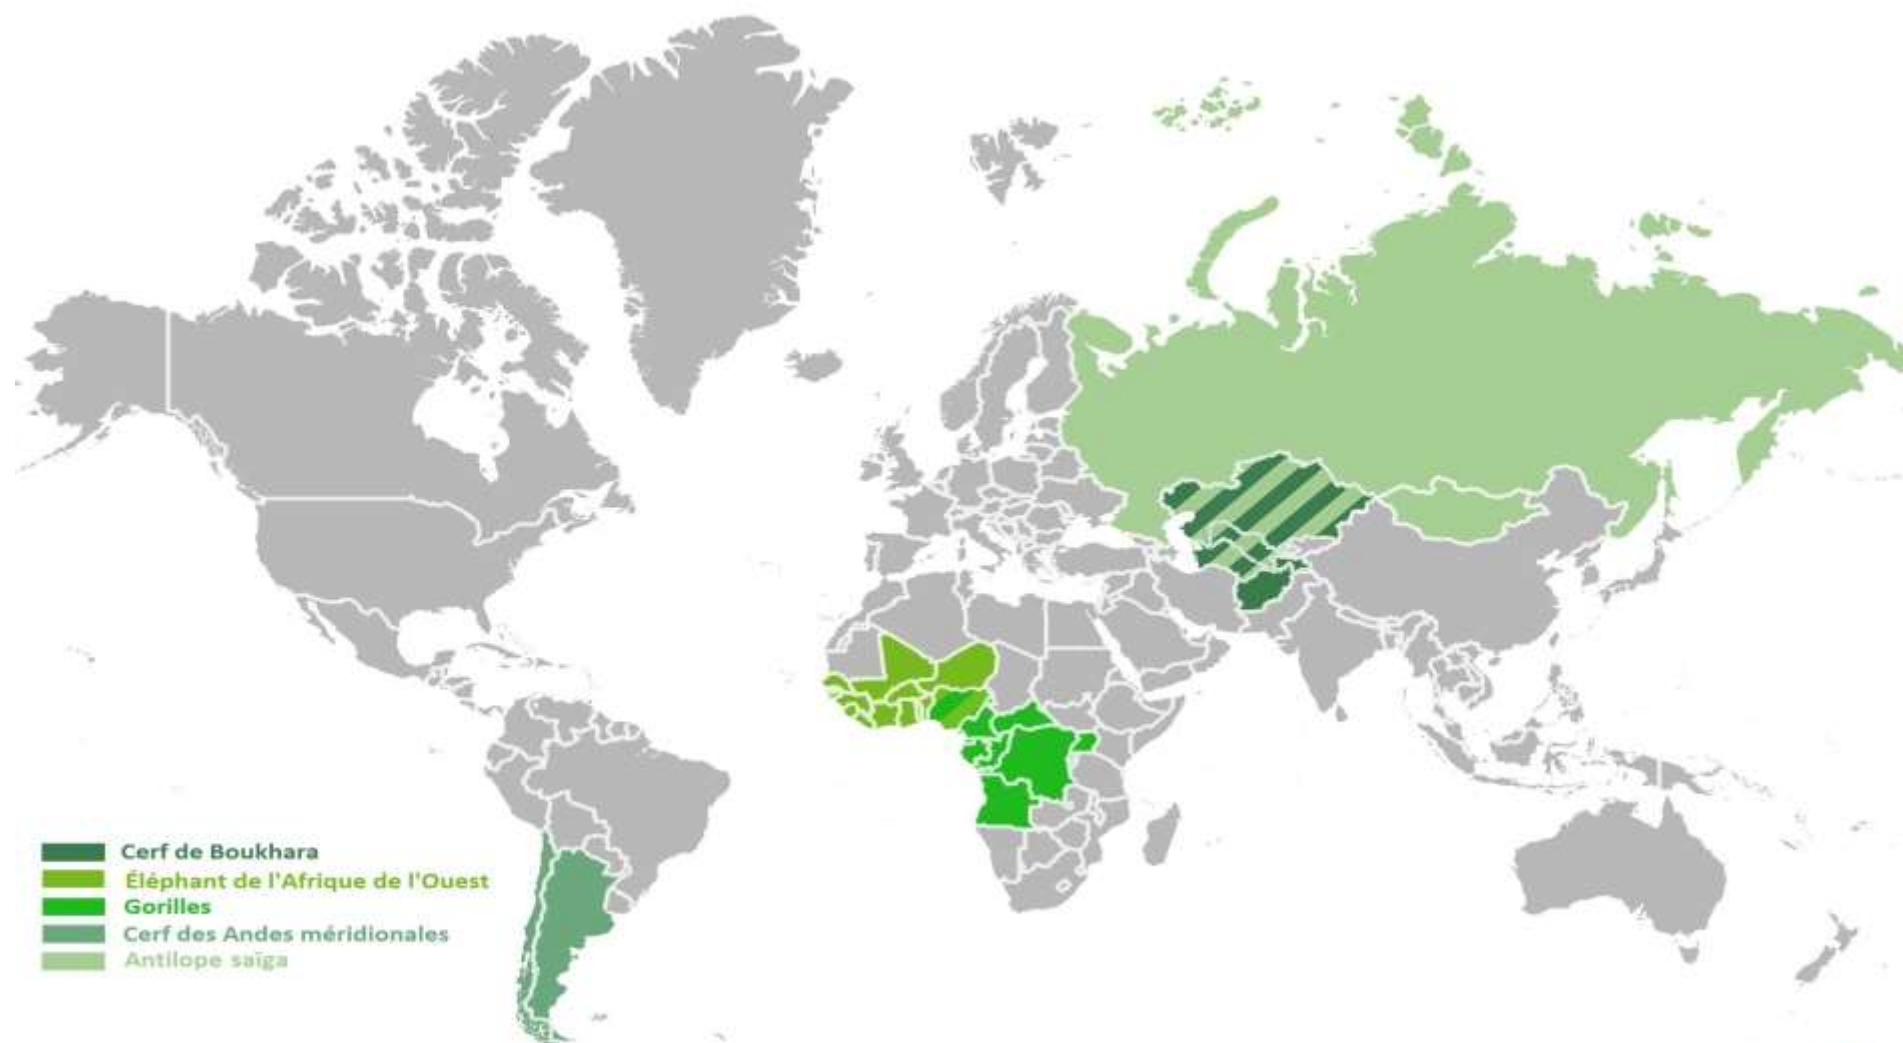 Cerf de Boukhara
Éléphant de l'Afrique de l'Ouest
Gorilles
Cerf des Andes méridionales
Antilope saïga